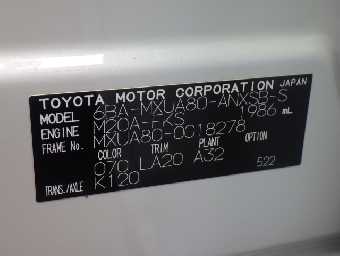 TOYOTA MOTOR CORPORATION JAPAN
MODEL 6BA-MXUA80-ANXSB-S
ENGINE M20A-FKS 1986 mL
FRAME No. MXUA80-0018278
COLOR TRIM PLANT OPTION
070 LA20 A32 522
TRANS./AXLE K120